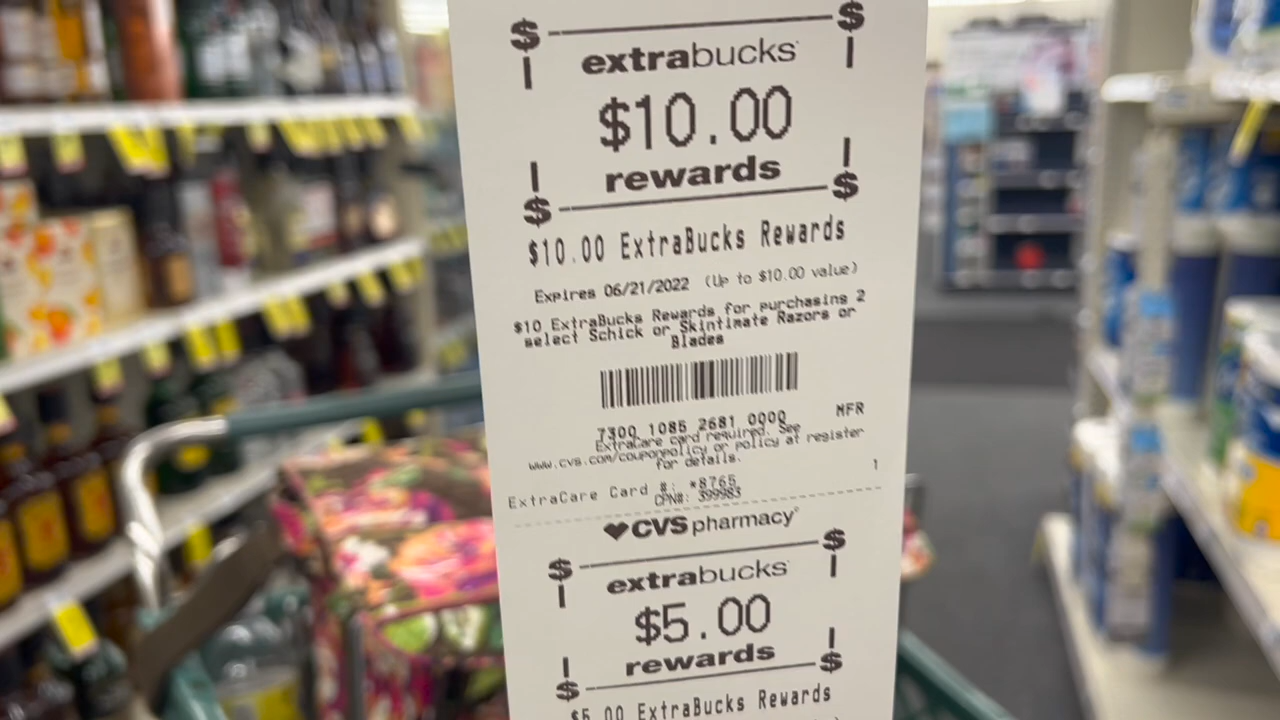 $ $
extrabucks
$10.00
rewards
$ $
$10.00 ExtraBucks Rewards
Expires 06/21/2022 (Up to $10.00 value)
$10 ExtraBucks Rewards for purchasing 2
select Schick or Skintimate Razors or
Blades
7300 1085 2681 0000 MFR
ExtraCare card required. See
www.cvs.com/couponpolicy or policy at register
for details.
1
ExtraCare Card #: *8765
CPN#: 399983
CVS pharmacy
$ $
extrabucks
$5.00
rewards
$ $
$5.00 ExtraBucks Rewards